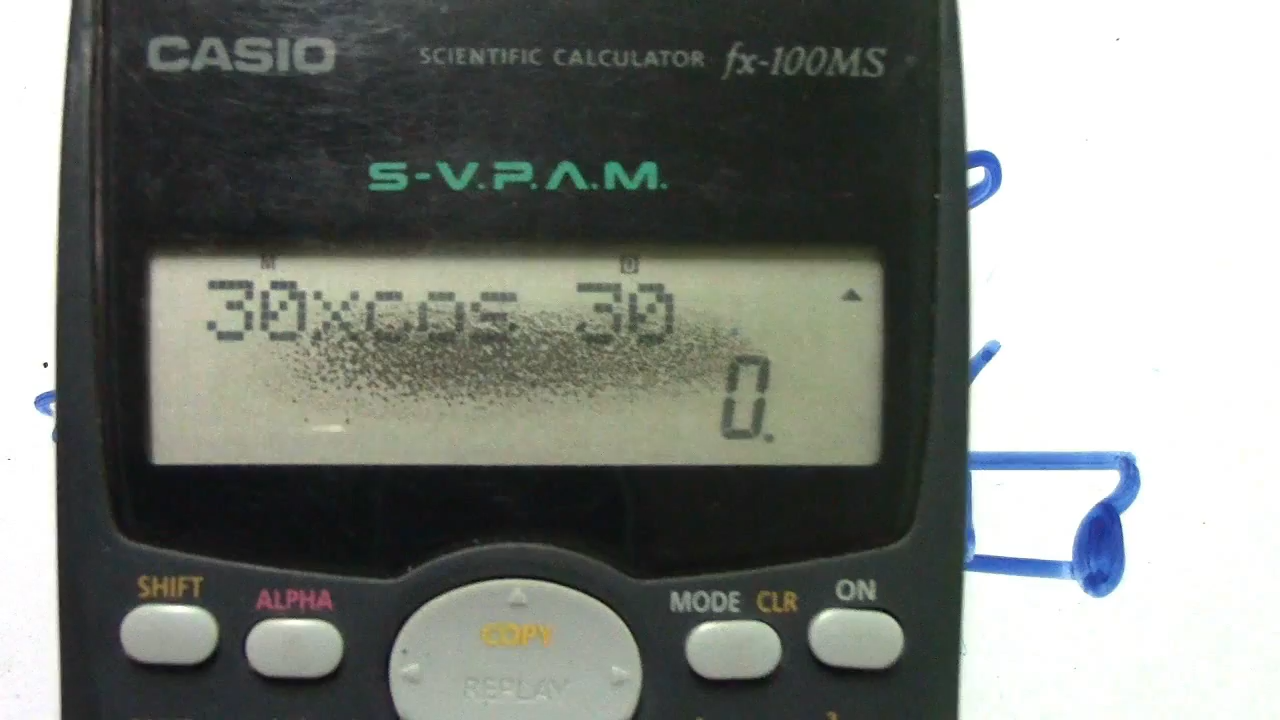 CASIO SCIENTIFIC CALCULATOR fx-100MS
S-V.P.A.M.
M D
30xcos 30
0.
SHIFT ALPHA MODE CLR ON
COPY
REPLAY